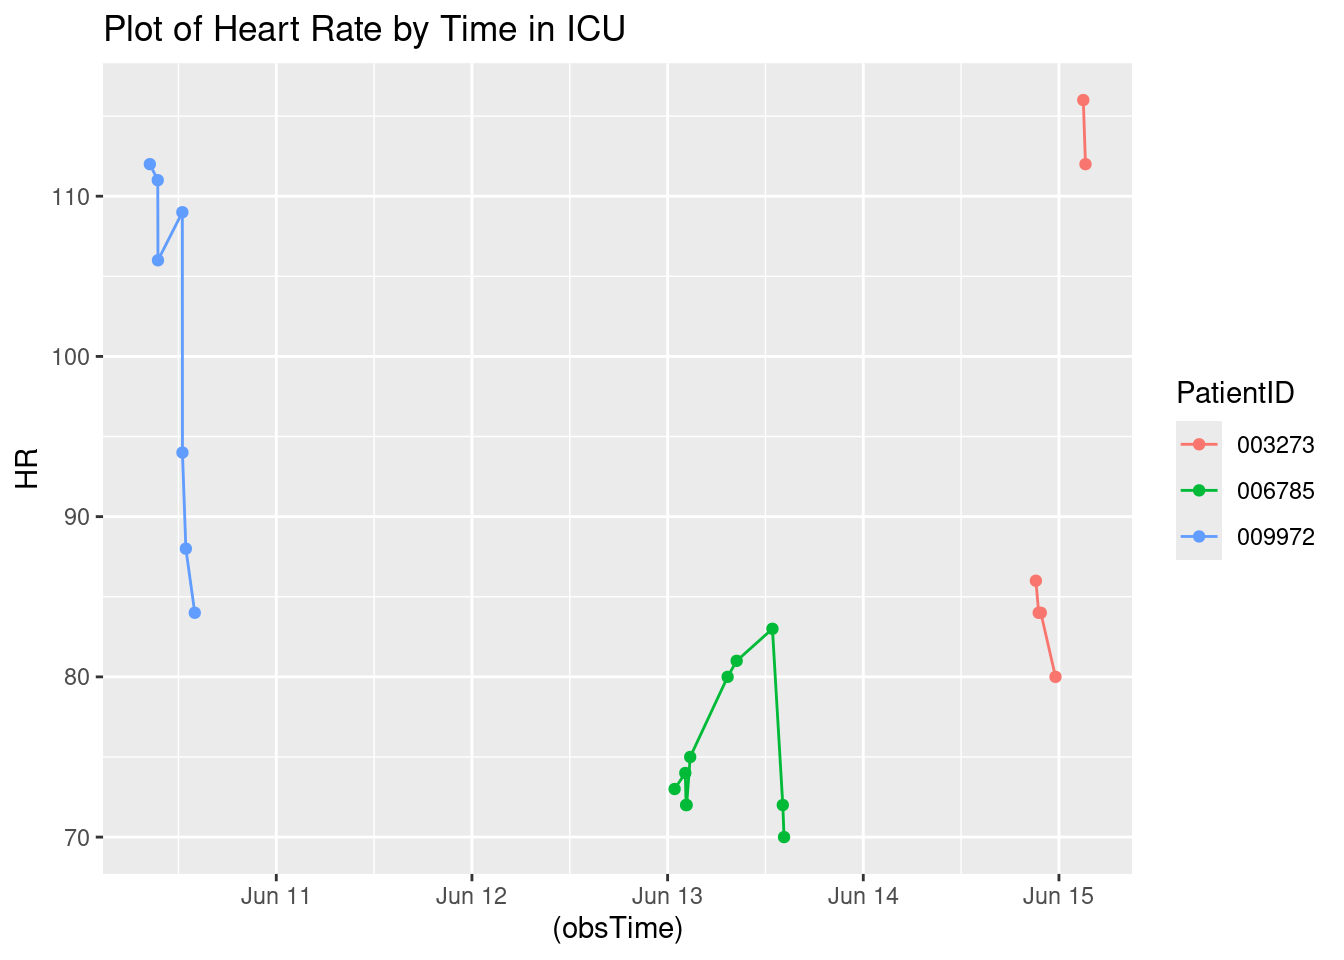 Plot of Heart Rate by Time in ICU
110
100
90
80
70
HR
Jun 11 Jun 12 Jun 13 Jun 14 Jun 15
(obsTime)
PatientID
003273
006785
009972